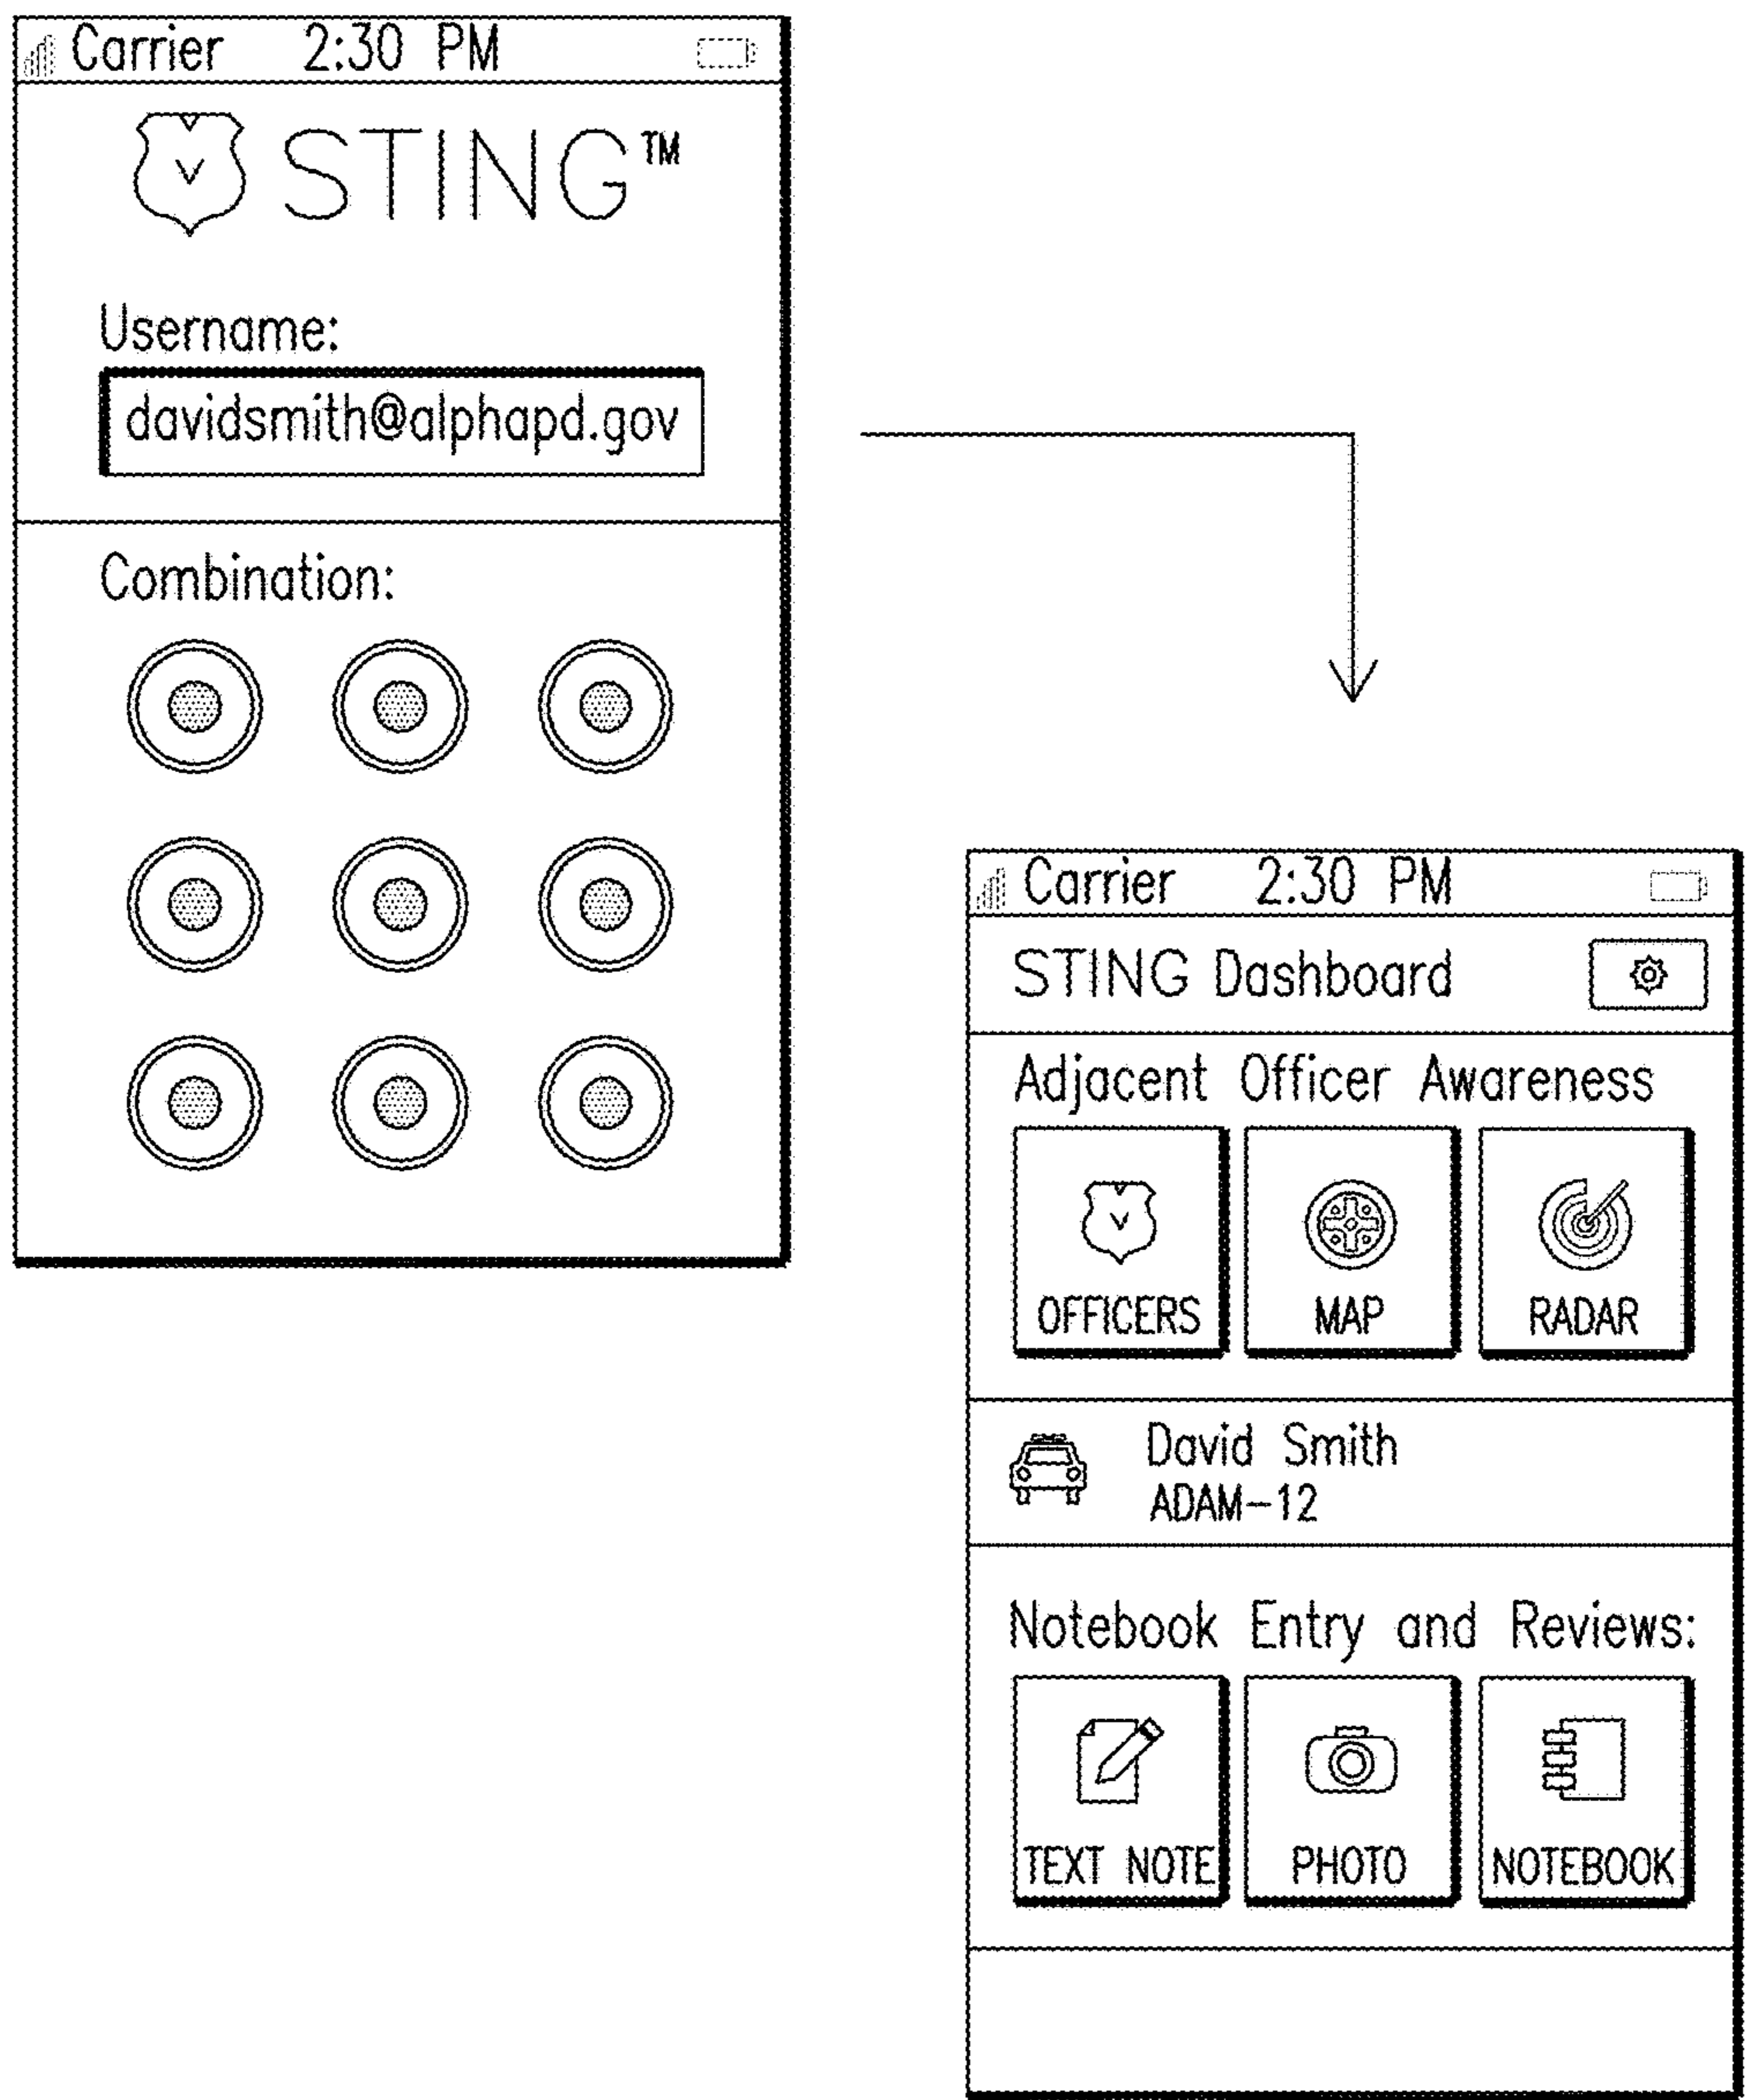 Carrier 2:30 PM
STING™
Username:
davidsmith@alphapd.gov
Combination:
Carrier 2:30 PM
STING Dashboard
Adjacent Officer Awareness
OFFICERS MAP RADAR
David Smith
ADAM-12
Notebook Entry and Reviews:
TEXT NOTE PHOTO NOTEBOOK